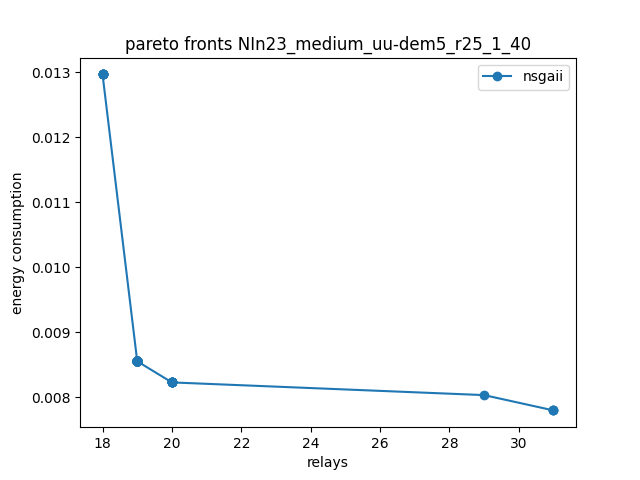 pareto fronts NIn23_medium_uu-dem5_r25_1_40
nsgaii
0.013
0.012
0.011
0.010
0.009
0.008
energy consumption
18 20 22 24 26 28 30
relays